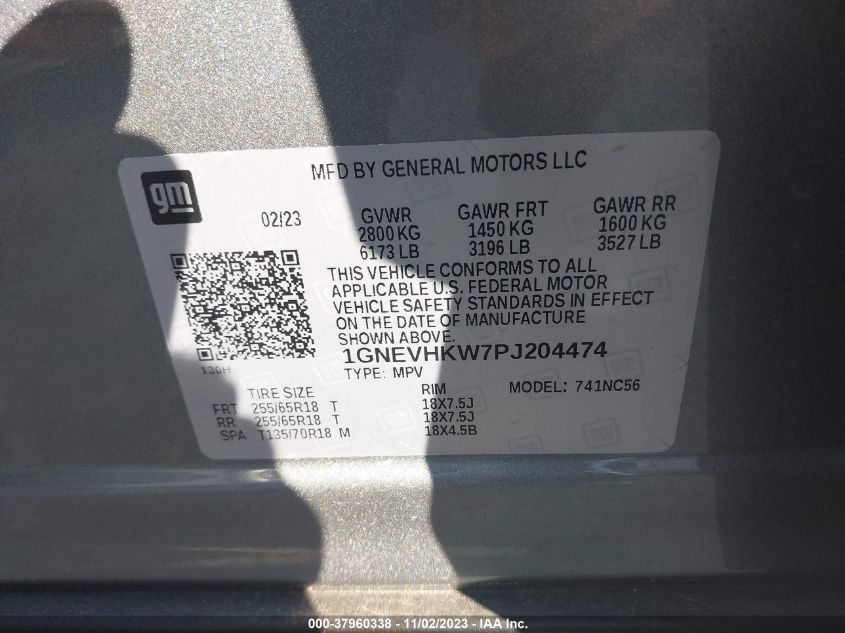 gm
MFD BY GENERAL MOTORS LLC
02/23
GVWR
2800 KG
6173 LB
GAWR FRT
1450 KG
3196 LB
GAWR RR
1600 KG
3527 LB
THIS VEHICLE CONFORMS TO ALL
APPLICABLE U.S. FEDERAL MOTOR
VEHICLE SAFETY STANDARDS IN EFFECT
ON THE DATE OF MANUFACTURE
SHOWN ABOVE.
1GNEVHKW7PJ204474
130H
TYPE: MPV
MODEL: 741NC56
TIRE SIZE RIM
FRT 255/65R18 T 18X7.5J
RR 255/65R18 T 18X7.5J
SPA T135/70R18 M 18X4.5B
000-37960338 - 11/02/2023 - IAA Inc.